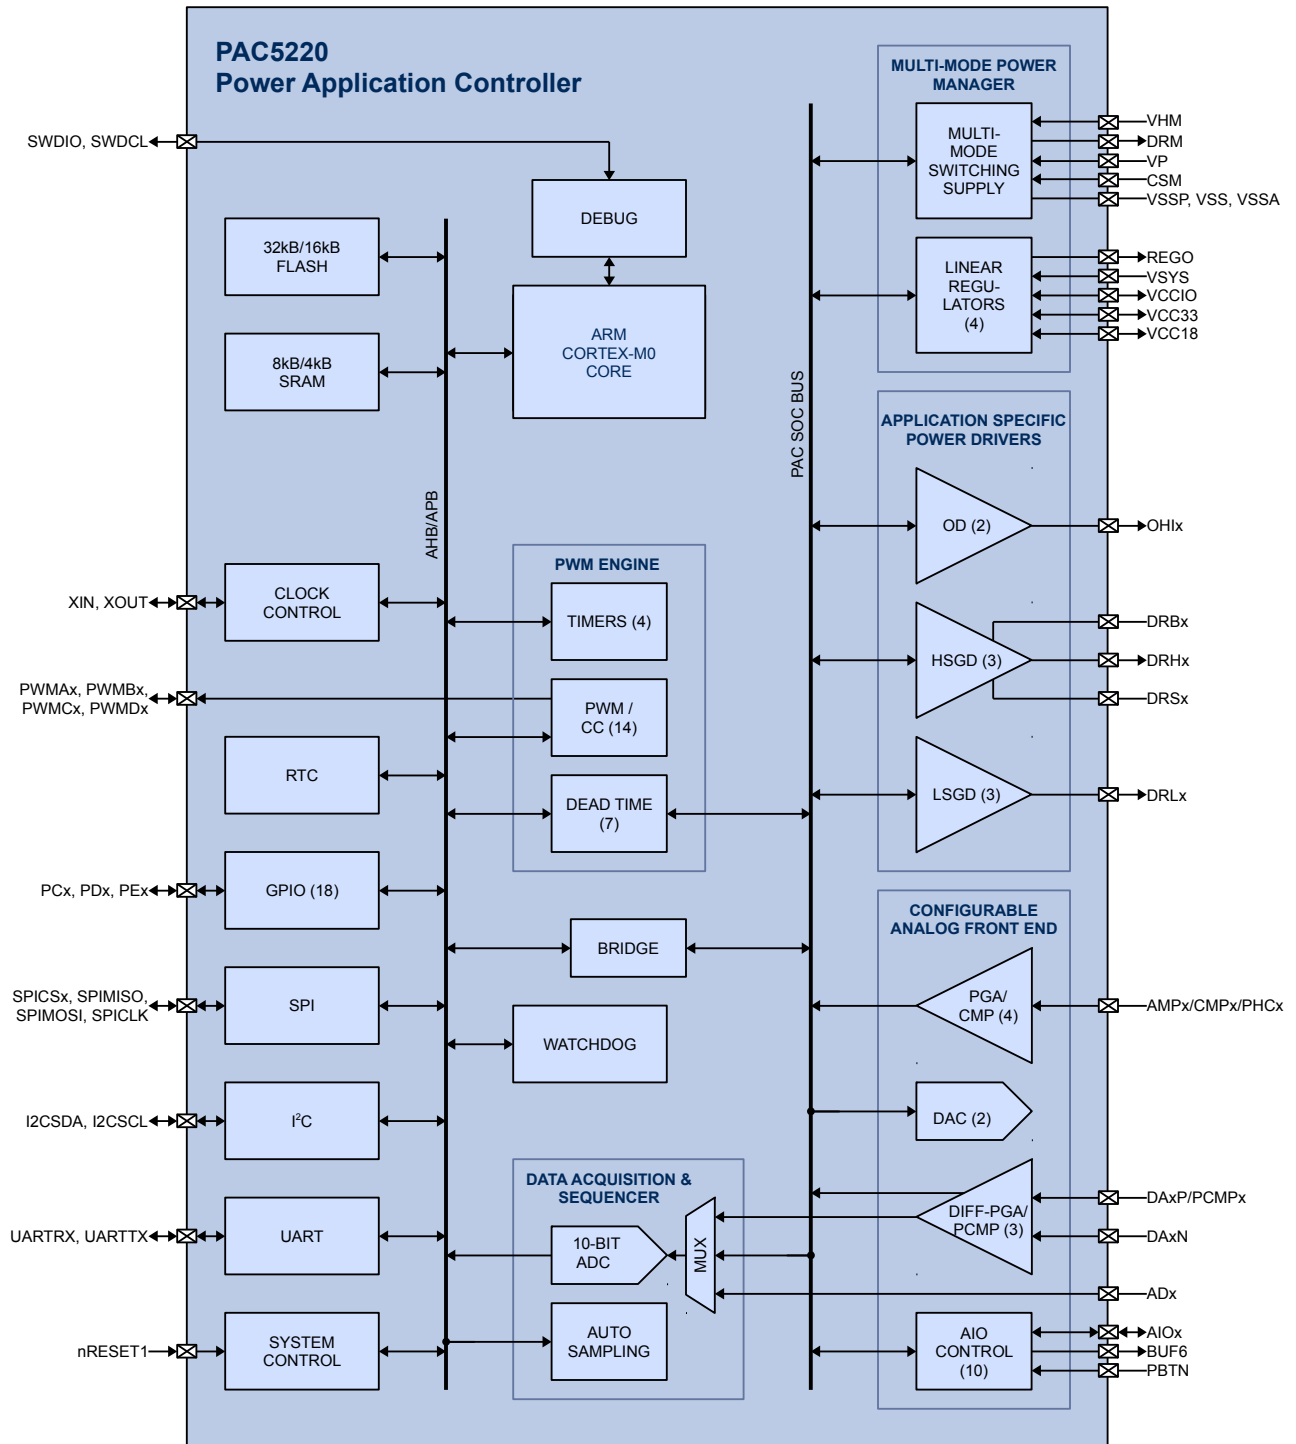 PAC5220
Power Application Controller
SWDIO, SWDCL
DEBUG
32kB/16kB
FLASH
ARM
CORTEX-M0
CORE
8kB/4kB
SRAM
AHB/APB
PAC SOC BUS
XIN, XOUT
CLOCK
CONTROL
PWM ENGINE
TIMERS (4)
PWMAx, PWMBx,
PWMCx, PWMDx
PWM /
CC (14)
RTC
DEAD TIME
(7)
PCx, PDx, PEx
GPIO (18)
BRIDGE
SPICSx, SPIMISO,
SPIMOSI, SPICLK
SPI
WATCHDOG
I2CSDA, I2CSCL
I²C
DATA ACQUISITION &
SEQUENCER
UARTRX, UARTTX
UART
10-BIT
ADC
MUX
nRESET1
SYSTEM
CONTROL
AUTO
SAMPLING
MULTI-MODE POWER
MANAGER
MULTI-
MODE
SWITCHING
SUPPLY
VHM
DRM
VP
CSM
VSSP, VSS, VSSA
LINEAR
REGU-
LATORS
(4)
REGO
VSYS
VCCIO
VCC33
VCC18
APPLICATION SPECIFIC
POWER DRIVERS
OD (2)
OHIx
HSGD (3)
DRBx
DRHx
DRSx
LSGD (3)
DRLx
CONFIGURABLE
ANALOG FRONT END
PGA/
CMP (4)
AMPx/CMPx/PHCx
DAC (2)
DIFF-PGA/
PCMP (3)
DAxP/PCMPx
DAxN
ADx
AIO
CONTROL
(10)
AIOx
BUF6
PBTN